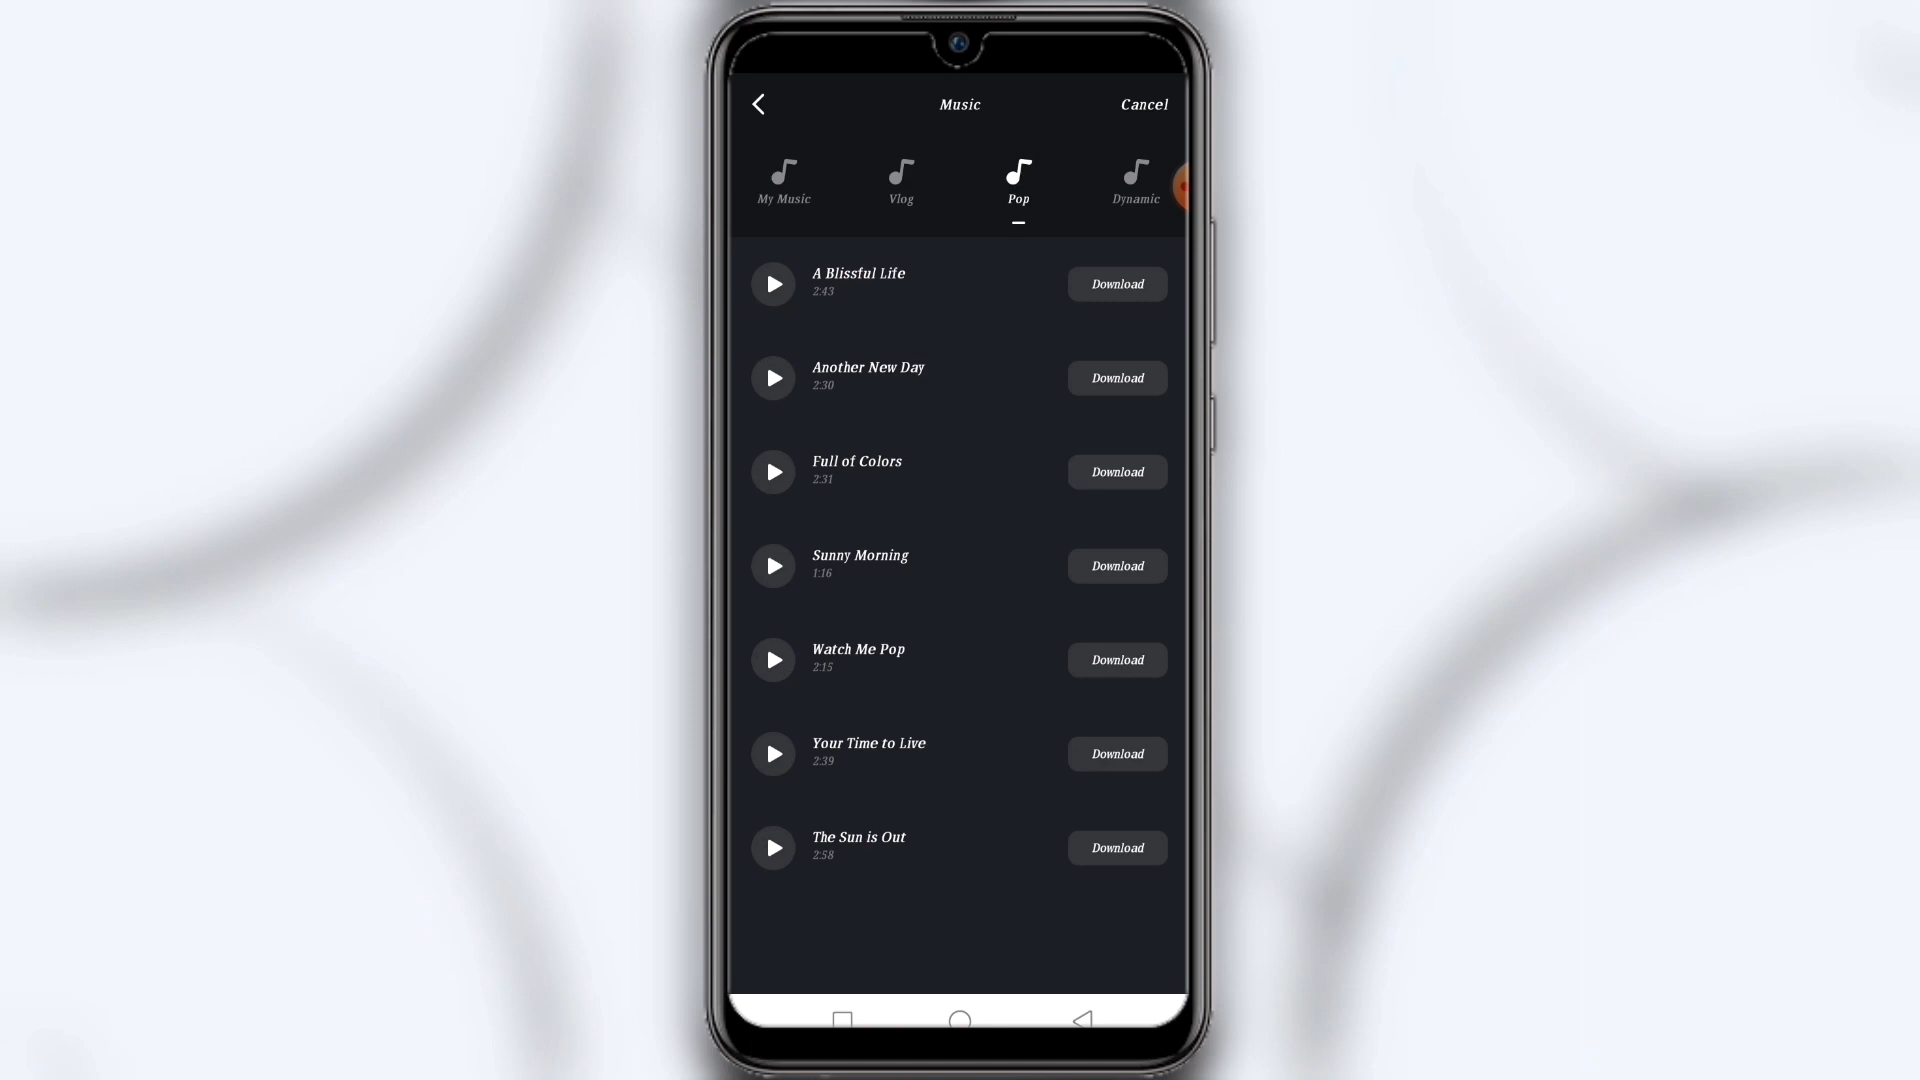 Music
Cancel
My Music
Vlog
Pop
Dynamic
A Blissful Life
2:43
Download
Another New Day
2:30
Download
Full of Colors
2:31
Download
Sunny Morning
1:16
Download
Watch Me Pop
2:15
Download
Your Time to Live
2:39
Download
The Sun is Out
2:58
Download